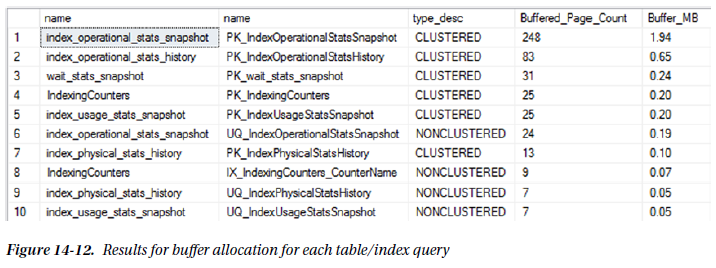 name name type_desc Buffered_Page_Count Buffer_MB
1 index_operational_stats_snapshot PK_IndexOperationalStatsSnapshot CLUSTERED 248 1.94
2 index_operational_stats_history PK_IndexOperationalStatsHistory CLUSTERED 83 0.65
3 wait_stats_snapshot PK_wait_stats_snapshot CLUSTERED 31 0.24
4 IndexingCounters PK_IndexingCounters CLUSTERED 25 0.20
5 index_usage_stats_snapshot PK_IndexUsageStatsSnapshot CLUSTERED 25 0.20
6 index_operational_stats_snapshot UQ_IndexOperationalStatsSnapshot NONCLUSTERED 24 0.19
7 index_physical_stats_history PK_IndexPhysicalStatsHistory CLUSTERED 13 0.10
8 IndexingCounters IX_IndexingCounters_CounterName NONCLUSTERED 9 0.07
9 index_physical_stats_history UQ_IndexPhysicalStatsHistory NONCLUSTERED 7 0.05
10 index_usage_stats_snapshot UQ_IndexUsageStatsSnapshot NONCLUSTERED 7 0.05
Figure 14-12. Results for buffer allocation for each table/index query